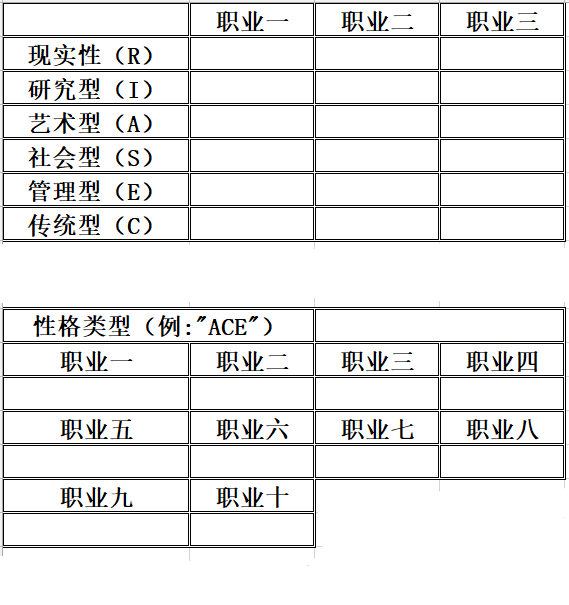 职业一 职业二 职业三
现实性（R）
研究型（I）
艺术型（A）
社会型（S）
管理型（E）
传统型（C）
性格类型（例:"ACE"）
职业一 职业二 职业三 职业四
职业五 职业六 职业七 职业八
职业九 职业十